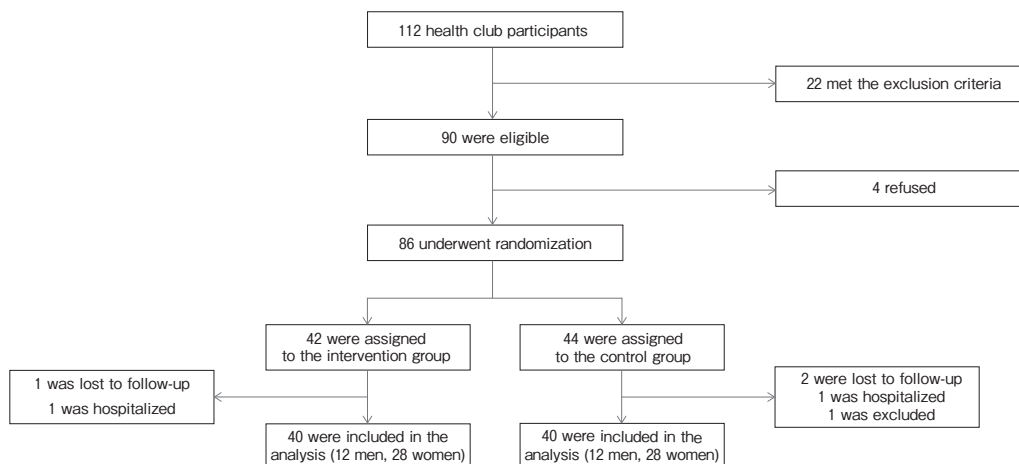 112 health club participants
22 met the exclusion criteria
90 were eligible
4 refused
86 underwent randomization
42 were assigned
to the intervention group
44 were assigned
to the control group
1 was lost to follow-up
1 was hospitalized
2 were lost to follow-up
1 was hospitalized
1 was excluded
40 were included in the
analysis (12 men, 28 women)
40 were included in the
analysis (12 men, 28 women)